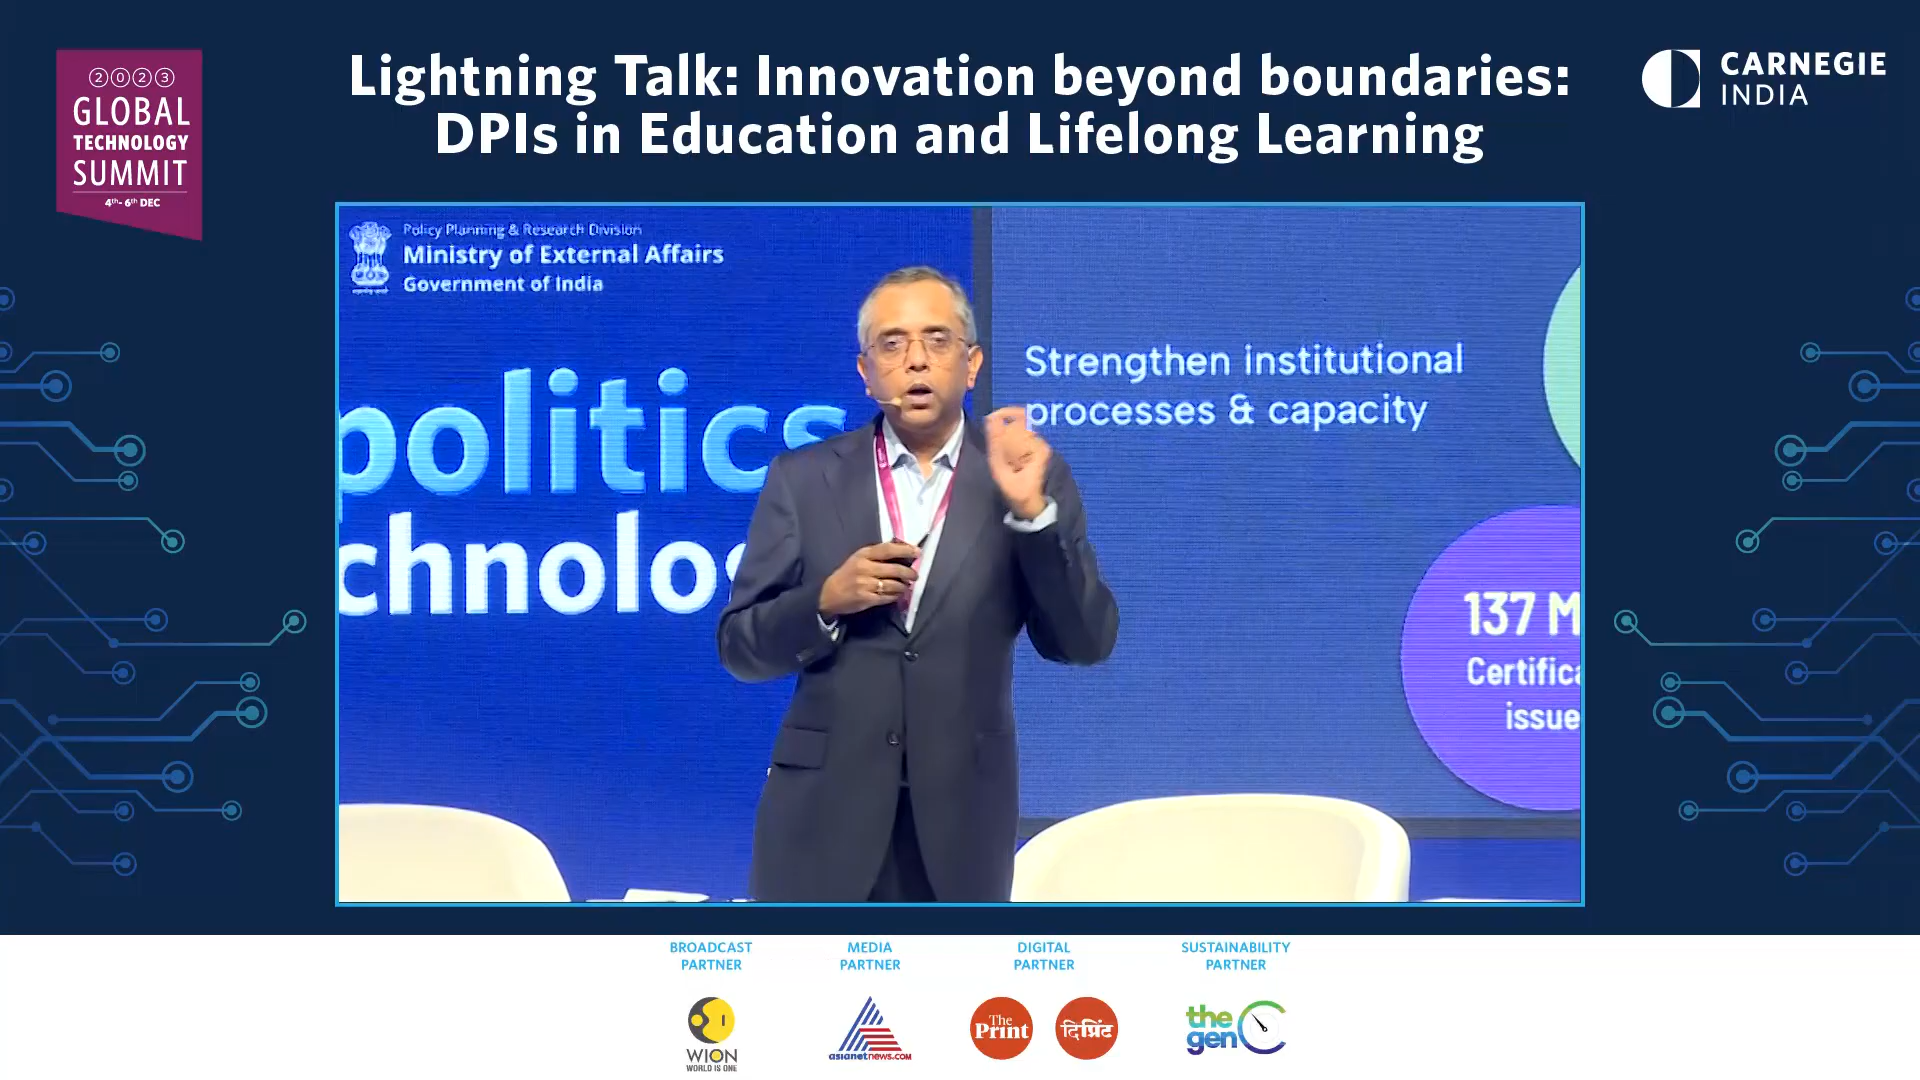 2023
GLOBAL
TECHNOLOGY
SUMMIT
4th- 6th DEC
Lightning Talk: Innovation beyond boundaries:
DPIs in Education and Lifelong Learning
CARNEGIE
INDIA
Policy Planning & Research Division
Ministry of External Affairs
Government of India
politics
chnolo
Strengthen institutional
processes & capacity
137 M
Certifica
issue
BROADCAST
PARTNER
MEDIA
PARTNER
DIGITAL
PARTNER
SUSTAINABILITY
PARTNER
WION
WORLD IS ONE
asianetnews.COM
The
Print
दिप्रिंट
the
gen